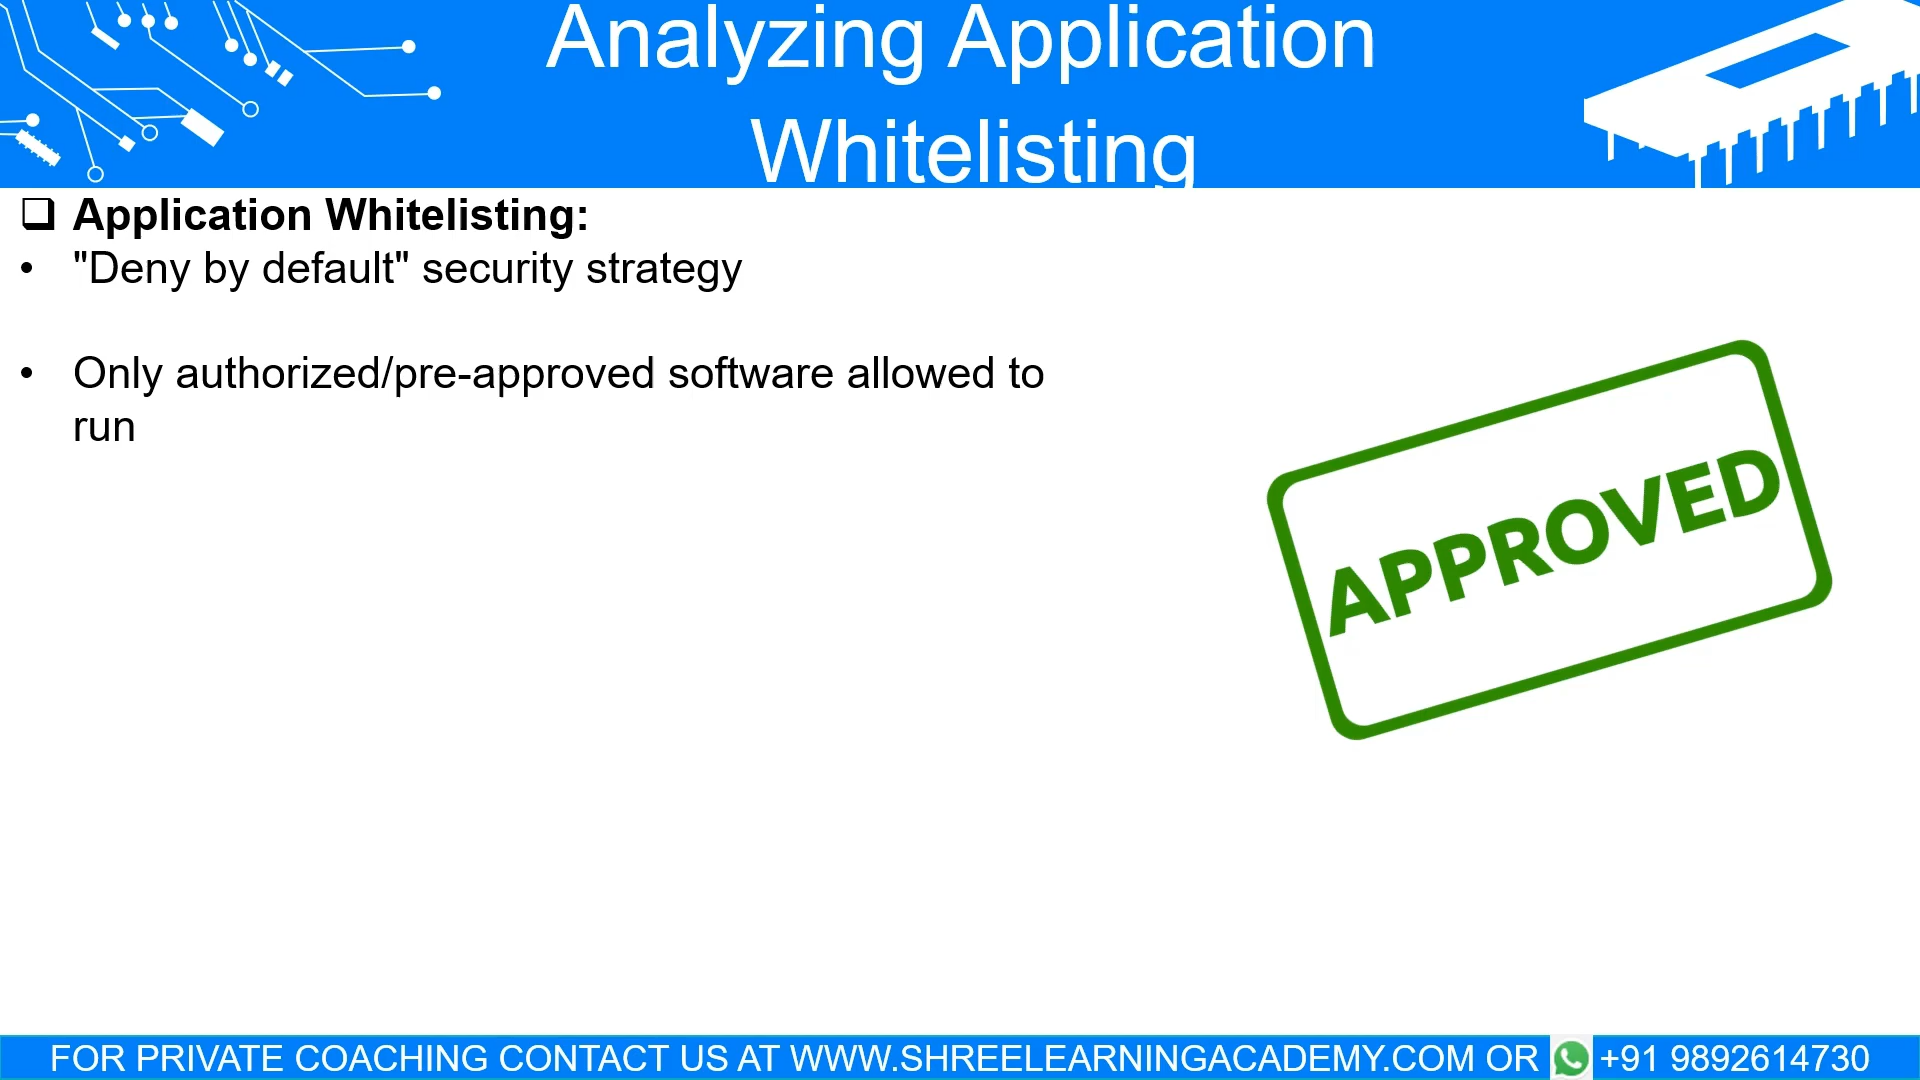 Analyzing Application
Whitelisting
❑ Application Whitelisting:
• "Deny by default" security strategy
• Only authorized/pre-approved software allowed to
run
APPROVED
FOR PRIVATE COACHING CONTACT US AT WWW.SHREELEARNINGACADEMY.COM OR +91 9892614730